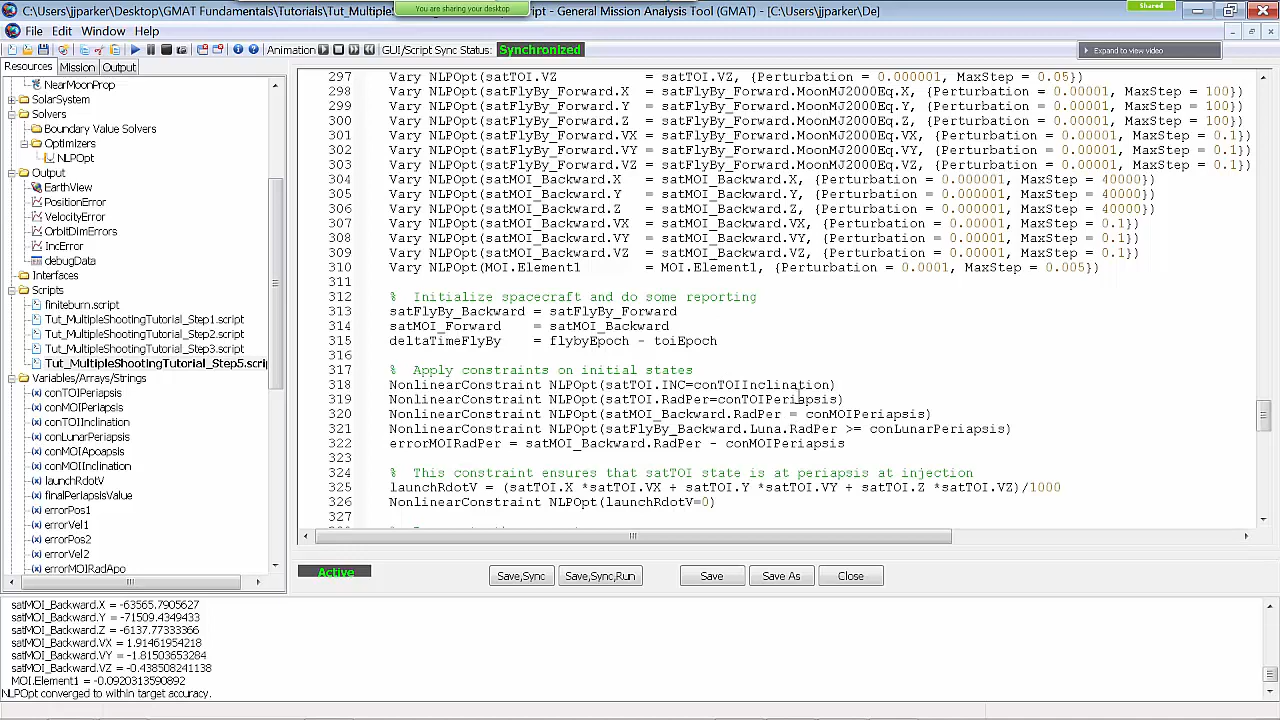 C:\Users\jjparker\Desktop\GMAT Fundamentals\Tutorials\Tut_Multiple
You are sharing your desktop
ript - General Mission Analysis Tool (GMAT) - [C:\Users\jjparker\De]
Shared
File Edit Window Help
Animation GUI/Script Sync Status: Synchronized
Expand to view video
Resources Mission Output
NearMoonProp
SolarSystem
Solvers
Boundary Value Solvers
Optimizers
NLPOpt
Output
EarthView
PositionError
VelocityError
OrbitDimErrors
IncError
debugData
Interfaces
Scripts
finiteburn.script
Tut_MultipleShootingTutorial_Step1.script
Tut_MultipleShootingTutorial_Step2.script
Tut_MultipleShootingTutorial_Step3.script
Tut_MultipleShootingTutorial_Step5.scri
Variables/Arrays/Strings
conTOIPeriapsis
conMOIPeriapsis
conTOIInclination
conLunarPeriapsis
conMOIApoapsis
conMOIInclination
launchRdotV
finalPeriapsisValue
errorPos1
errorVel1
errorPos2
errorVel2
errorMOIRadApo
297 Vary NLPOpt(satTOI.VZ = satTOI.VZ, {Perturbation = 0.000001, MaxStep = 0.05})
298 Vary NLPOpt(satFlyBy_Forward.X = satFlyBy_Forward.MoonMJ2000Eq.X, {Perturbation = 0.00001, MaxStep = 100})
299 Vary NLPOpt(satFlyBy_Forward.Y = satFlyBy_Forward.MoonMJ2000Eq.Y, {Perturbation = 0.00001, MaxStep = 100})
300 Vary NLPOpt(satFlyBy_Forward.Z = satFlyBy_Forward.MoonMJ2000Eq.Z, {Perturbation = 0.00001, MaxStep = 100})
301 Vary NLPOpt(satFlyBy_Forward.VX = satFlyBy_Forward.MoonMJ2000Eq.VX, {Perturbation = 0.00001, MaxStep = 0.1})
302 Vary NLPOpt(satFlyBy_Forward.VY = satFlyBy_Forward.MoonMJ2000Eq.VY, {Perturbation = 0.00001, MaxStep = 0.1})
303 Vary NLPOpt(satFlyBy_Forward.VZ = satFlyBy_Forward.MoonMJ2000Eq.VZ, {Perturbation = 0.00001, MaxStep = 0.1})
304 Vary NLPOpt(satMOI_Backward.X = satMOI_Backward.X, {Perturbation = 0.000001, MaxStep = 40000})
305 Vary NLPOpt(satMOI_Backward.Y = satMOI_Backward.Y, {Perturbation = 0.000001, MaxStep = 40000})
306 Vary NLPOpt(satMOI_Backward.Z = satMOI_Backward.Z, {Perturbation = 0.000001, MaxStep = 40000})
307 Vary NLPOpt(satMOI_Backward.VX = satMOI_Backward.VX, {Perturbation = 0.00001, MaxStep = 0.1})
308 Vary NLPOpt(satMOI_Backward.VY = satMOI_Backward.VY, {Perturbation = 0.00001, MaxStep = 0.1})
309 Vary NLPOpt(satMOI_Backward.VZ = satMOI_Backward.VZ, {Perturbation = 0.00001, MaxStep = 0.1})
310 Vary NLPOpt(MOI.Element1 = MOI.Element1, {Perturbation = 0.0001, MaxStep = 0.005})
311
312 % Initialize spacecraft and do some reporting
313 satFlyBy_Backward = satFlyBy_Forward
314 satMOI_Forward = satMOI_Backward
315 deltaTimeFlyBy = flybyEpoch - toiEpoch
316
317 % Apply constraints on initial states
318 NonlinearConstraint NLPOpt(satTOI.INC=conTOIInclination)
319 NonlinearConstraint NLPOpt(satTOI.RadPer=conTOIPeriapsis)
320 NonlinearConstraint NLPOpt(satMOI_Backward.RadPer = conMOIPeriapsis)
321 NonlinearConstraint NLPOpt(satFlyBy_Backward.Luna.RadPer >= conLunarPeriapsis)
322 errorMOIRadPer = satMOI_Backward.RadPer - conMOIPeriapsis
323
324 % This constraint ensures that satTOI state is at periapsis at injection
325 launchRdotV = (satTOI.X *satTOI.VX + satTOI.Y *satTOI.VY + satTOI.Z *satTOI.VZ)/1000
326 NonlinearConstraint NLPOpt(launchRdotV=0)
327
Active Save,Sync Save,Sync,Run Save Save As Close
satMOI_Backward.X = -63565.7905627
satMOI_Backward.Y = -71509.4349433
satMOI_Backward.Z = -6137.77333366
satMOI_Backward.VX = 1.91461954218
satMOI_Backward.VY = -1.81503653284
satMOI_Backward.VZ = -0.438508241138
MOI.Element1 = -0.0920313590892
NLPOpt converged to within target accuracy.